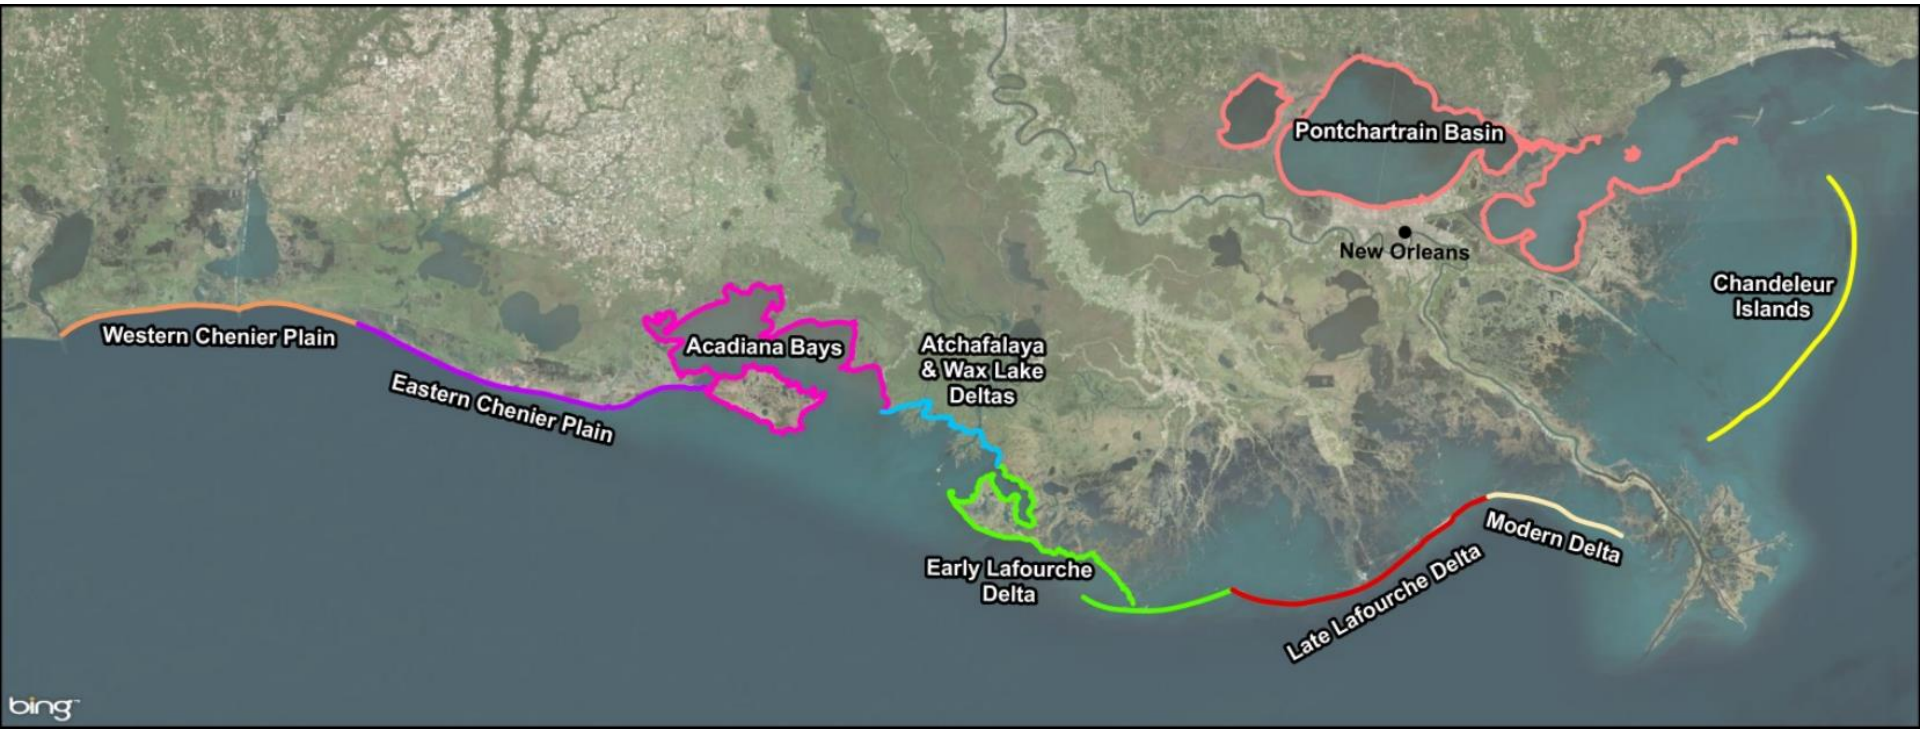 Pontchartrain Basin
New Orleans
Chandeleur
Islands
Western Chenier Plain
Eastern Chenier Plain
Acadiana Bays
Atchafalaya
& Wax Lake
Deltas
Early Lafourche
Delta
Late Lafourche Delta
Modern Delta
bing™